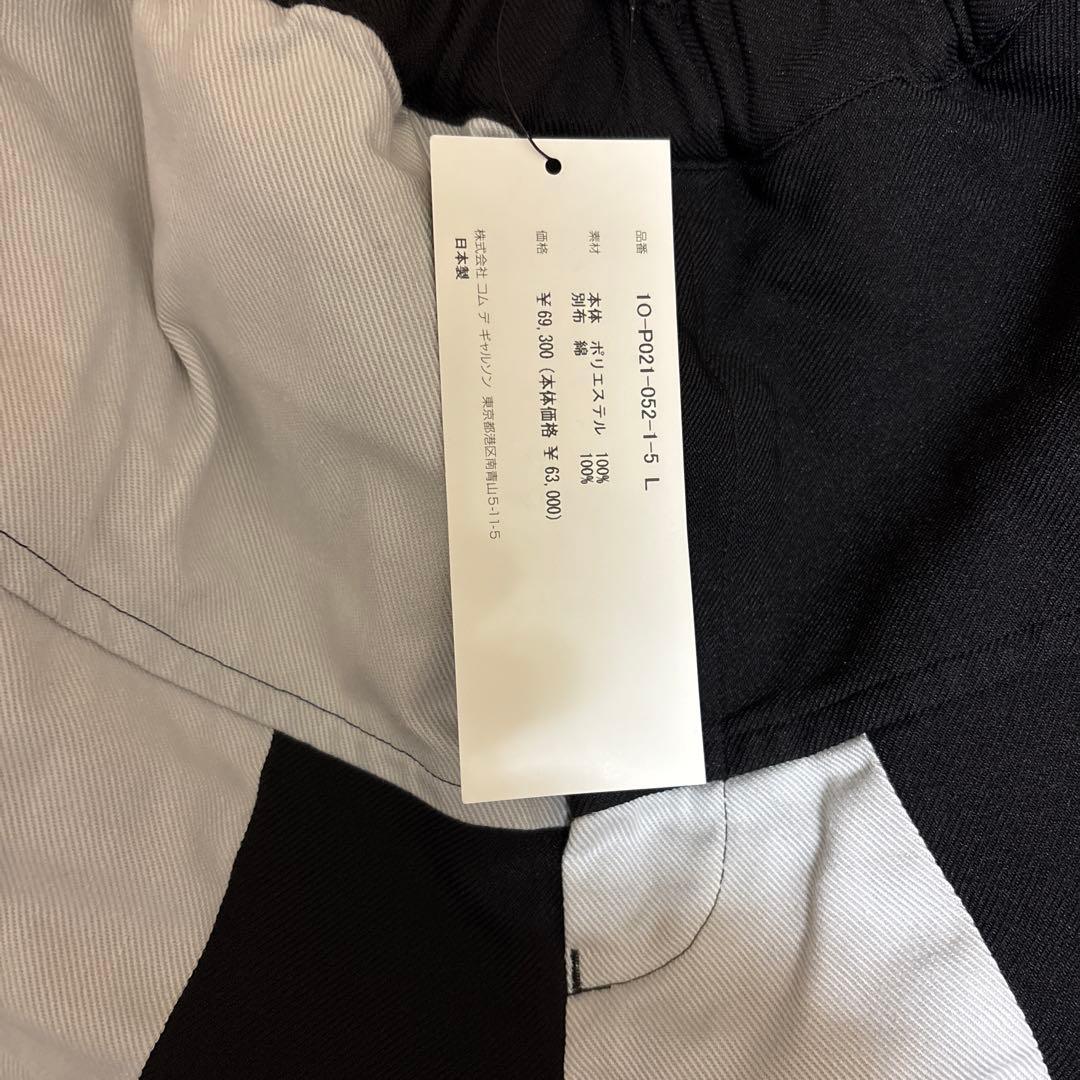 品番 1O-P021-052-1-5 L
素材 本体 ポリエステル 100%
別布 綿 100%
価格 ¥69,300 (本体価格 ¥63,000)
株式会社 コム デ ギャルソン 東京都港区南青山5-11-5
日本製